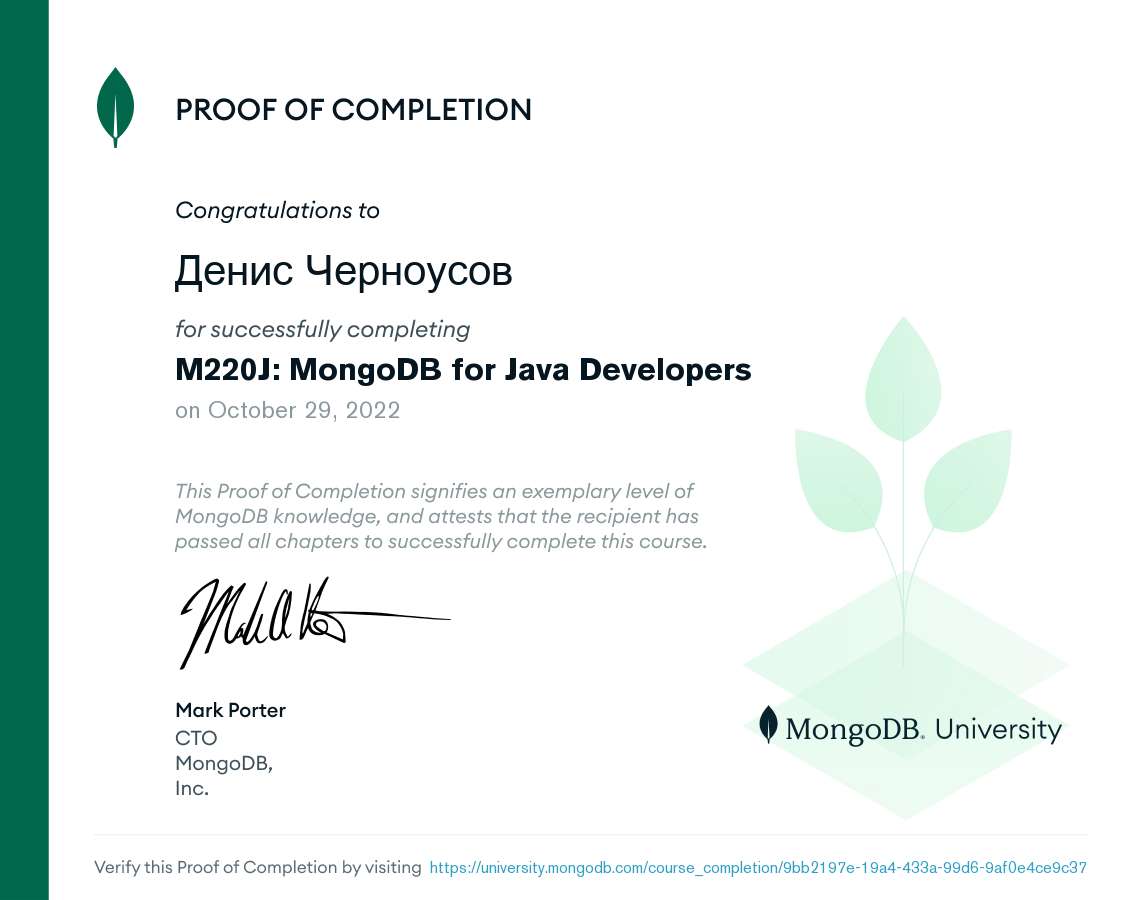 PROOF OF COMPLETION
Congratulations to
Денис Черноусов
for successfully completing
M220J: MongoDB for Java Developers
on October 29, 2022
This Proof of Completion signifies an exemplary level of
MongoDB knowledge, and attests that the recipient has
passed all chapters to successfully complete this course.
Mark Porter
CTO
MongoDB,
Inc.
MongoDB. University
Verify this Proof of Completion by visiting https://university.mongodb.com/course_completion/9bb2197e-19a4-433a-99d6-9af0e4ce9c37